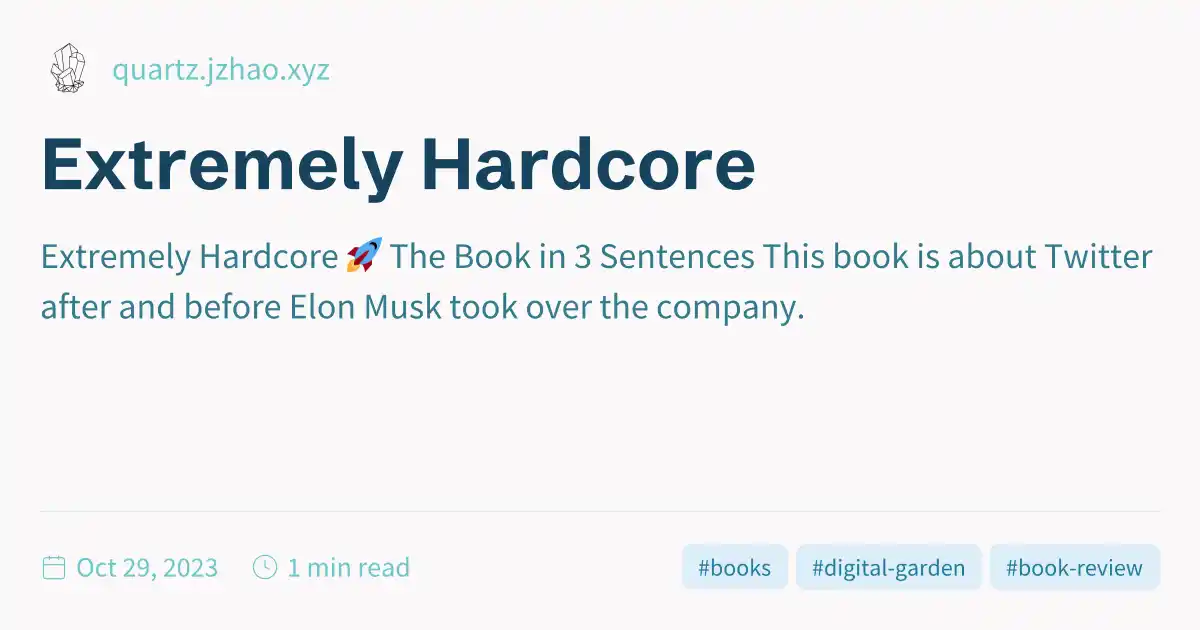 quartz.jzhao.xyz
Extremely Hardcore
Extremely Hardcore 🚀 The Book in 3 Sentences This book is about Twitter
after and before Elon Musk took over the company.
Oct 29, 2023 1 min read #books #digital-garden #book-review